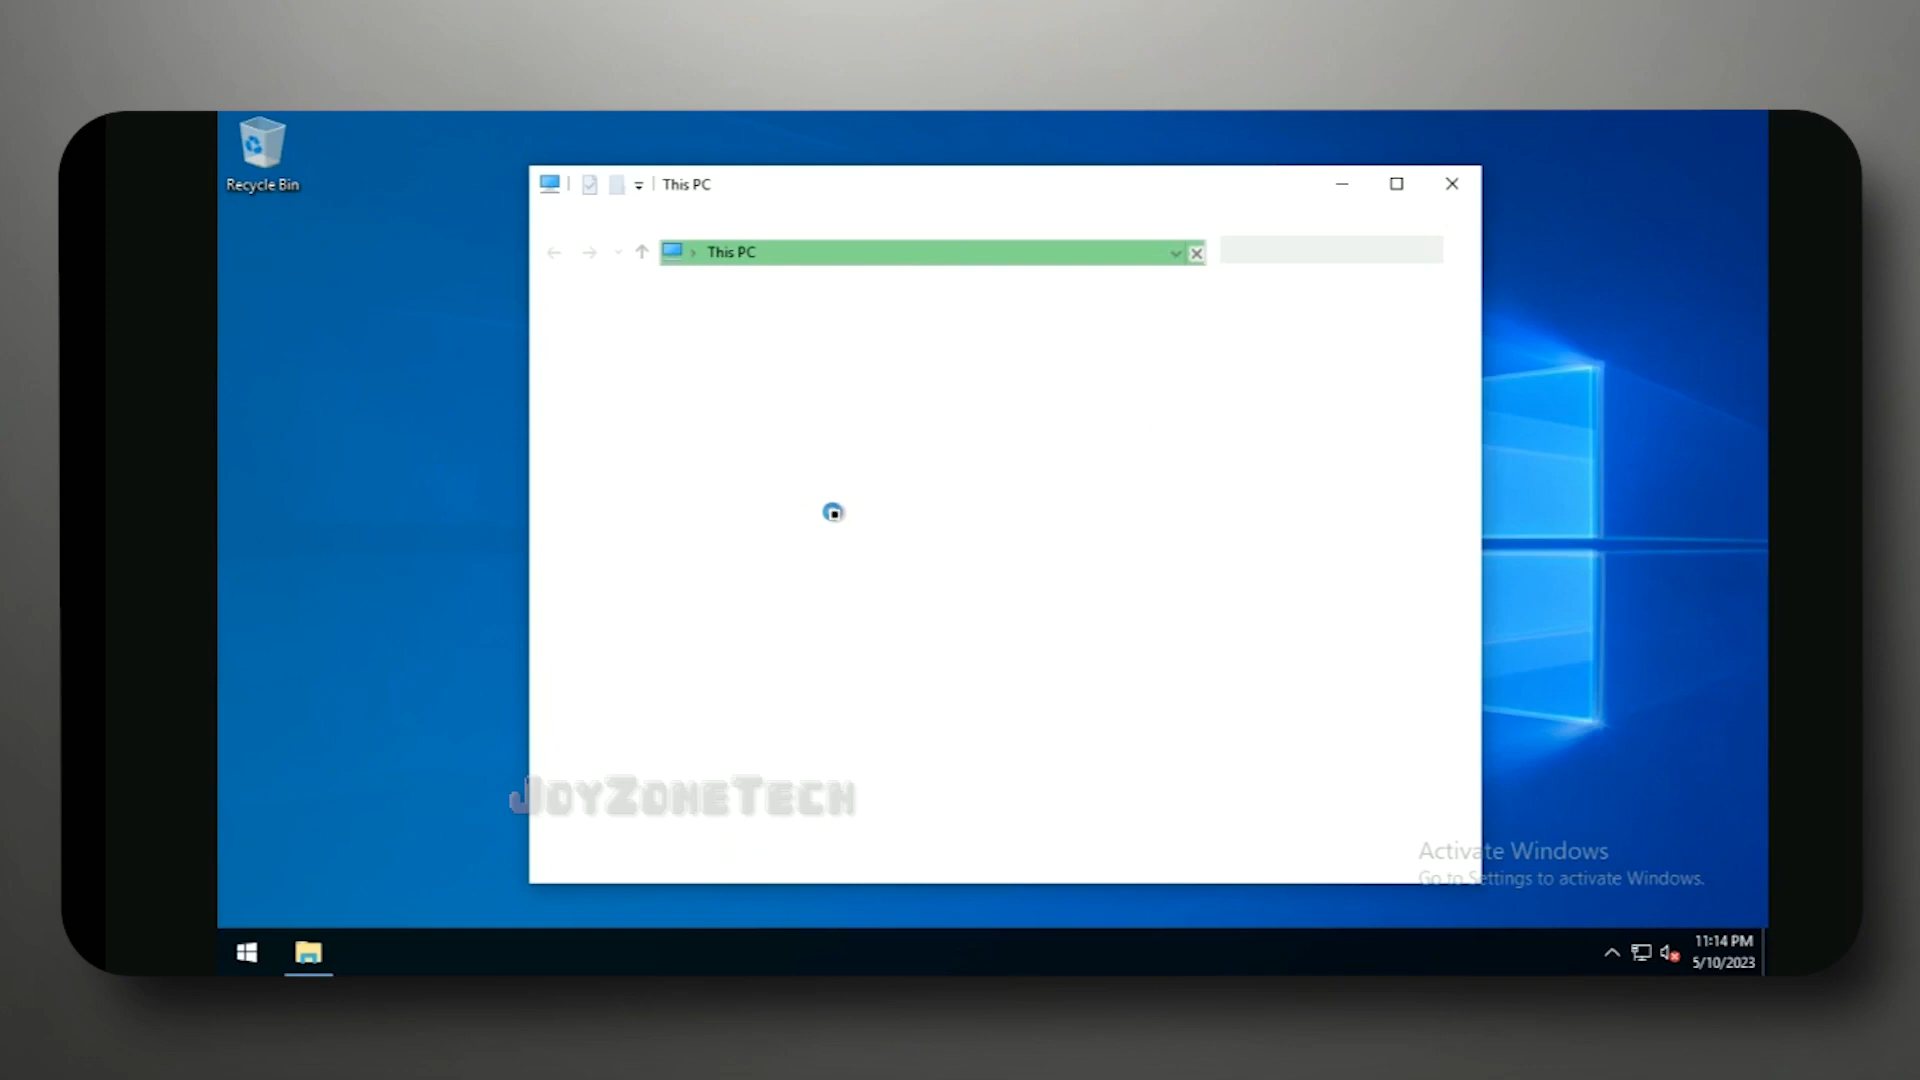 Recycle Bin
This PC
This PC
JoyZoneTech
Activate Windows
Go to Settings to activate Windows.
11:14 PM
5/10/2023